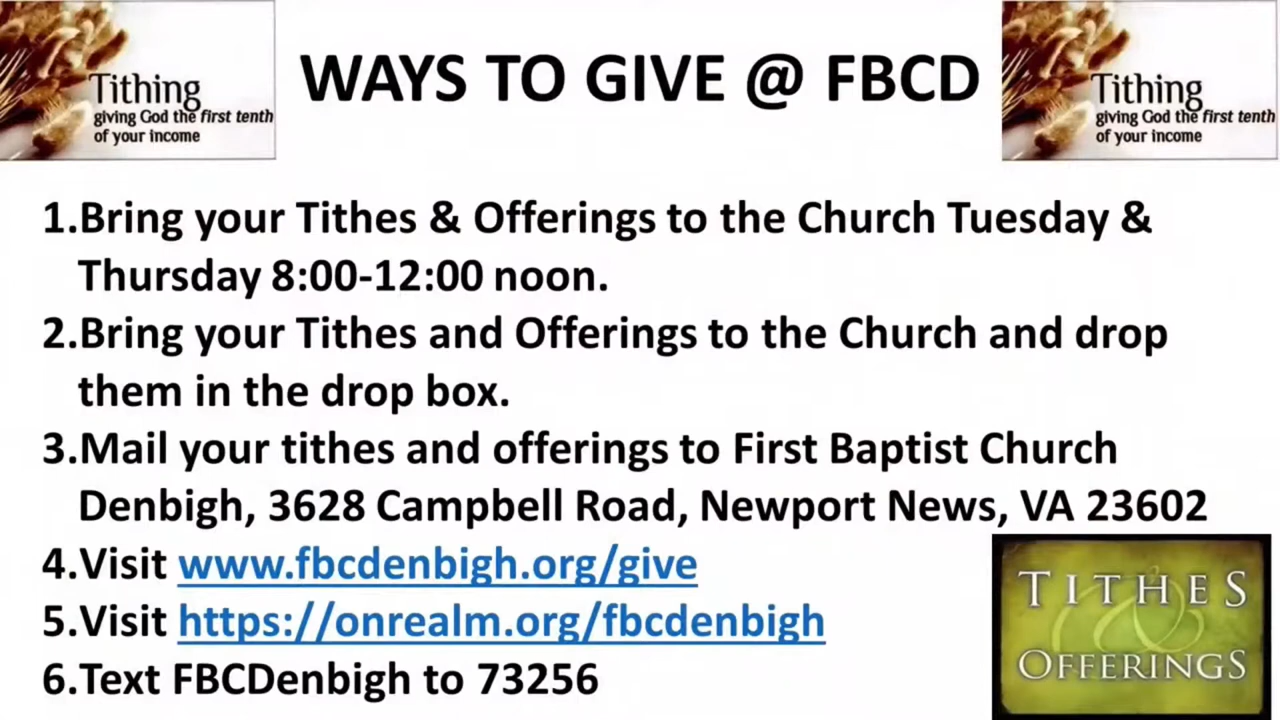 Tithing
giving God the first tenth
of your income
WAYS TO GIVE @ FBCD
Tithing
giving God the first tenth
of your income
1.Bring your Tithes & Offerings to the Church Tuesday &
Thursday 8:00-12:00 noon.
2.Bring your Tithes and Offerings to the Church and drop
them in the drop box.
3.Mail your tithes and offerings to First Baptist Church
Denbigh, 3628 Campbell Road, Newport News, VA 23602
4.Visit www.fbcdenbigh.org/give
5.Visit https://onrealm.org/fbcdenbigh
6.Text FBCDenbigh to 73256
TITHES
&
OFFERINGS